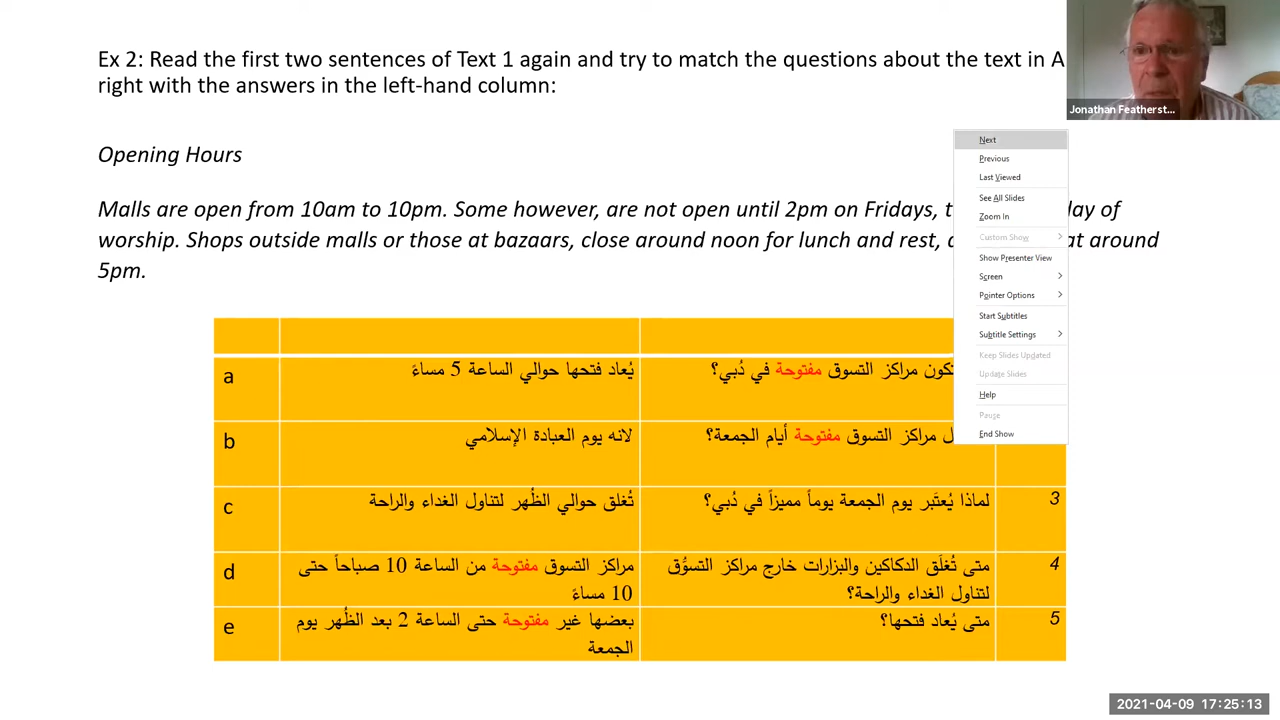 Ex 2: Read the first two sentences of Text 1 again and try to match the questions about the text in A
right with the answers in the left-hand column:
Jonathan Featherst...
Opening Hours
Malls are open from 10am to 10pm. Some however, are not open until 2pm on Fridays, day of
worship. Shops outside malls or those at bazaars, close around noon for lunch and rest, at around
5pm.
Next
Previous
Last Viewed
See All Slides
Zoom In
Custom Show
Show Presenter View
Screen
Pointer Options
Start Subtitles
Subtitle Settings
Keep Slides Updated
Update Slides
Help
Pause
End Show
تكون مراكز التسوق مفتوحة في دُبي؟
يُعاد فتحها حوالي الساعة 5 مساءً
a
مراكز التسوق مفتوحة أيام الجمعة؟
لانه يوم العبادة الإسلامي
b
3
لماذا يُعتَبر يوم الجمعة يوماً مميزاً في دُبي؟
تُغلق حوالي الظُهر لتناول الغداء والراحة
c
4
متى تُغلَق الدكاكين والبزارات خارج مراكز التسوُق
لتناول الغداء والراحة؟
مراكز التسوق مفتوحة من الساعة 10 صباحاً حتى
10 مساءً
d
5
متى يُعاد فتحها؟
بعضها غير مفتوحة حتى الساعة 2 بعد الظُهر يوم
الجمعة
e
2021-04-09 17:25:13